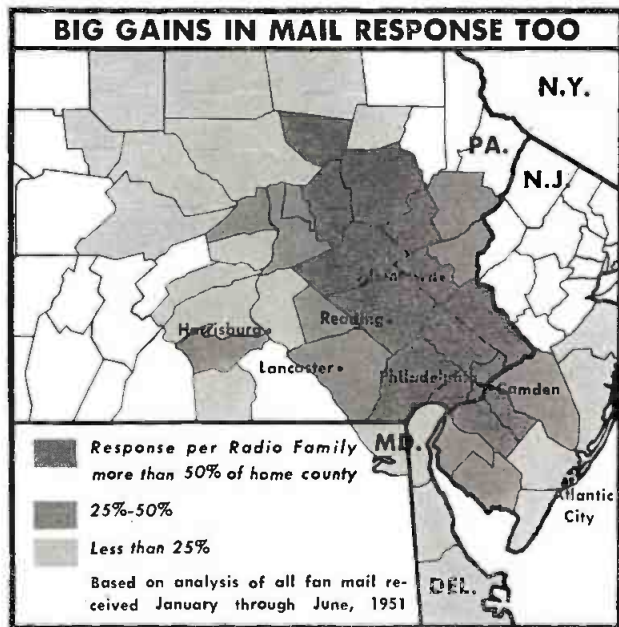 BIG GAINS IN MAIL RESPONSE TOO
N.Y.
PA.
N.J.
Harrisburg
Reading
Lancaster
Philadelphia
Camden
MD.
Atlantic
City
DEL.
Response per Radio Family
more than 50% of home county
25%-50%
Less than 25%
Based on analysis of all fan mail re-
ceived January through June, 1951